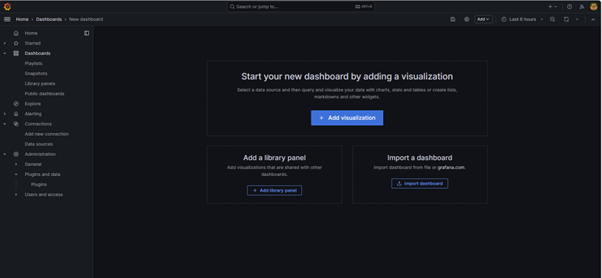 Search or jump to...
ctrl+k
Home > Dashboards > New dashboard
Add
Last 6 hours
Home
Starred
Dashboards
Playlists
Snapshots
Library panels
Public dashboards
Explore
Alerting
Connections
Add new connection
Data sources
Administration
General
Plugins and data
Plugins
Users and access
Start your new dashboard by adding a visualization
Select a data source and then query and visualize your data with charts, stats and tables or create lists,
markdowns and other widgets.
+ Add visualization
Add a library panel
Add visualizations that are shared with other
dashboards.
+ Add library panel
Import a dashboard
Import dashboard from file or grafana.com.
Import dashboard